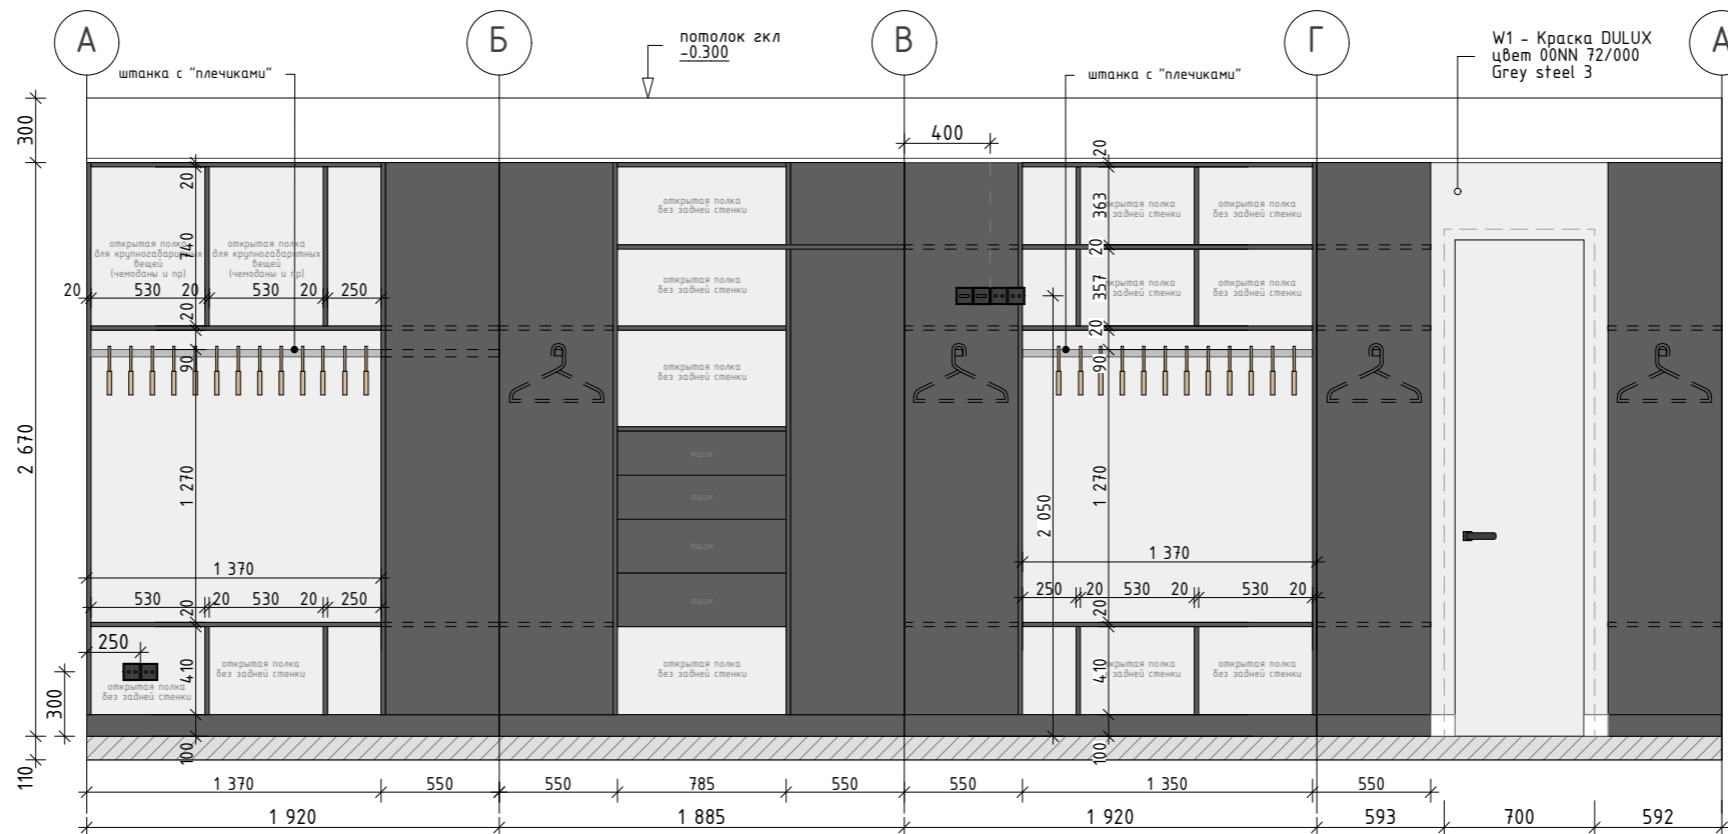 А
Б
В
Г
А
потолок гкл
-0.300
W1 - Краска DULUX
цвет 00NN 72/000
Grey steel 3
штанка с "плечиками"
штанка с "плечиками"
300
400
20
20
363
открытая полка
без задней стенки
открытая полка
без задней стенки
открытая полка
без задней стенки
740
открытая полка
для крупногабаритных
вещей
(чемоданы и пр)
открытая полка
для крупногабаритных
вещей
(чемоданы и пр)
20
открытая полка
без задней стенки
357
открытая полка
без задней стенки
открытая полка
без задней стенки
20
530
20
530
20
250
20
20
90
90
открытая полка
без задней стенки
2 670
ящик
1 270
ящик
1 270
2 050
ящик
1 370
1 370
530
20
530
20
250
20
ящик
250
20
530
20
530
20
20
250
300
открытая полка
без задней стенки
открытая полка
без задней стенки
410
открытая полка
без задней стенки
410
открытая полка
без задней стенки
открытая полка
без задней стенки
110
100
100
1 370
550
550
785
550
550
1 350
550
1 920
1 885
1 920
593
700
592